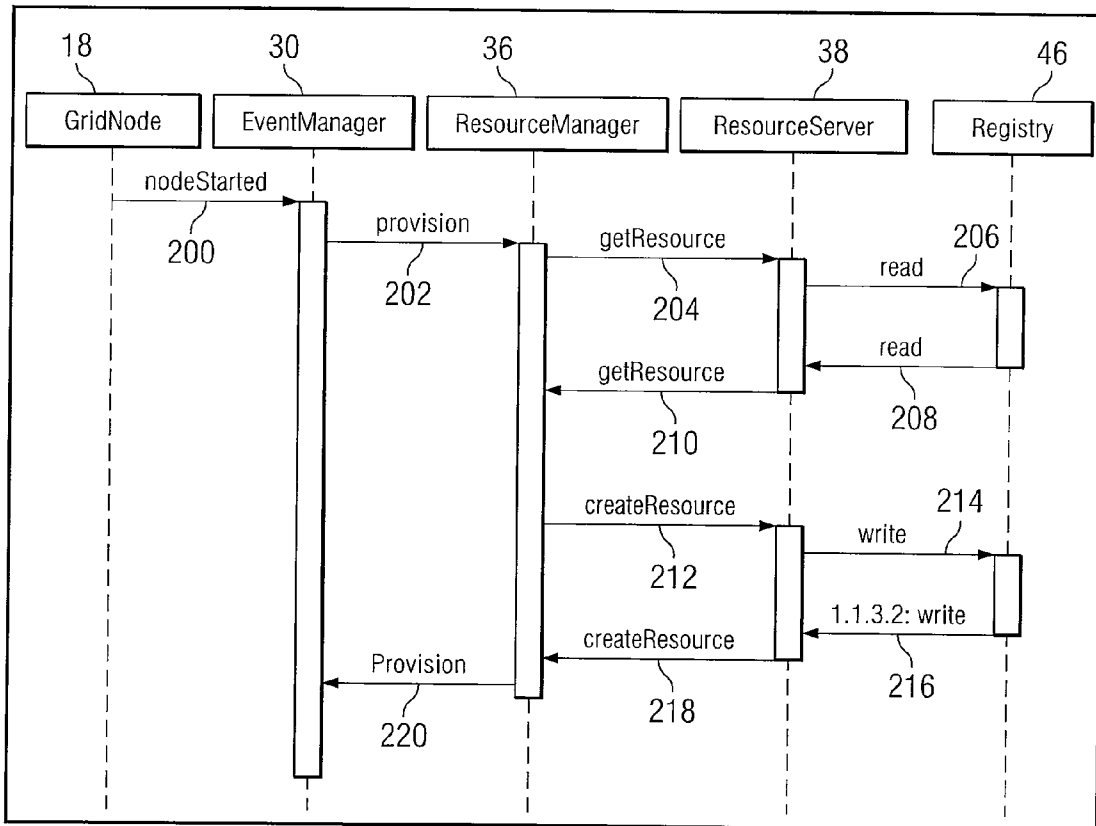 18
30
36
38
46
GridNode
EventManager
ResourceManager
ResourceServer
Registry
nodeStarted
200
provision
202
getResource
204
206
read
read
208
getResource
210
createResource
212
214
write
1.1.3.2: write
216
createResource
218
Provision
220